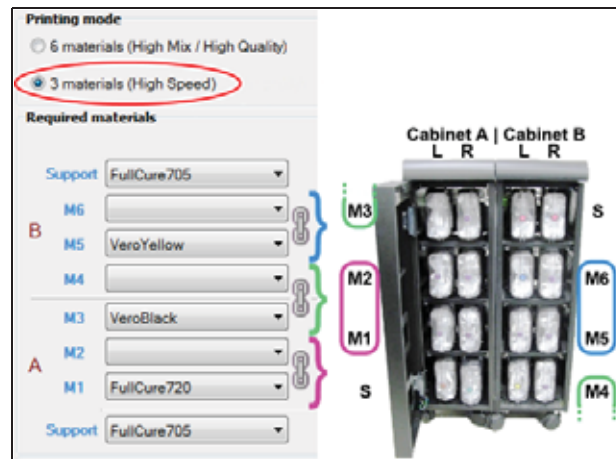 Printing mode
6 materials (High Mix / High Quality)
3 materials (High Speed)
Required materials
Support FullCure705
M6
B
M5 VeroYellow
M4
M3 VeroBlack
M2
A
M1 FullCure720
Support FullCure705
Cabinet A | Cabinet B
L R L R
M3 S
M2 M6
M1 M5
S M4